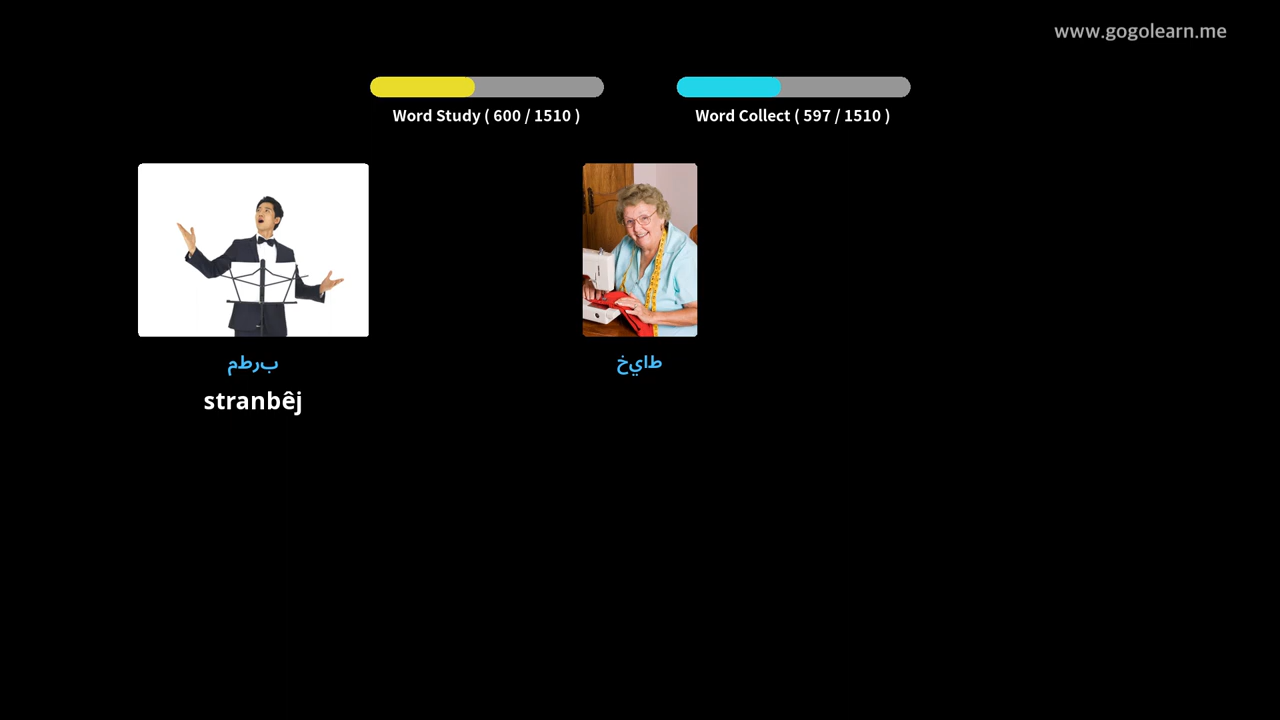 www.gogolearn.me
Word Study ( 600 / 1510 )
Word Collect ( 597 / 1510 )
برطم
stranbêj
طايخ